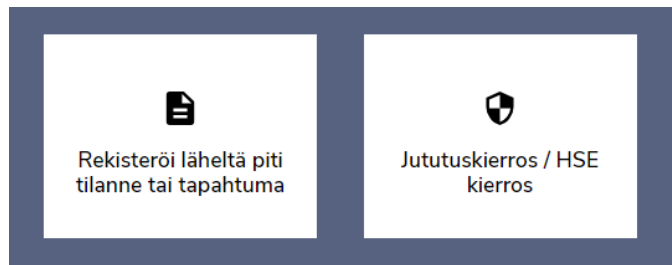 Rekisteröi läheltä piti
tilanne tai tapahtuma
Jututuskierros / HSE
kierros